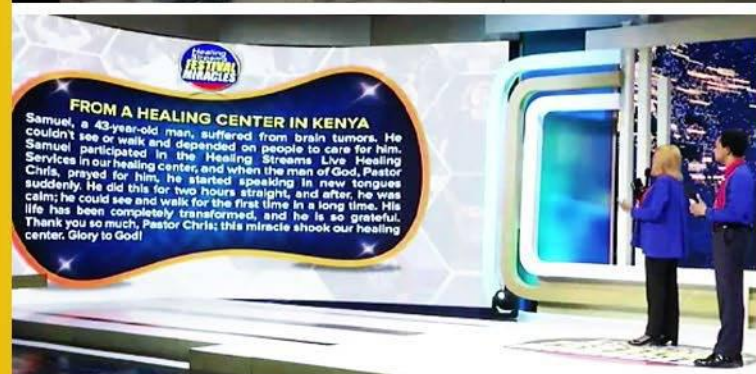 Healing
Streams
FESTIVAL
MIRACLES
FROM A HEALING CENTER IN KENYA
Samuel, a 43-year-old man, suffered from brain tumors. He
couldn't see or walk and depended on people to care for him.
Samuel participated in the Healing Streams Live Healing
Services in our healing center, and when the man of God, Pastor
Chris, prayed for him, he started speaking in new tongues
suddenly. He did this for two hours straight, and after, he was
calm; he could see and walk for the first time in a long time. His
life has been completely transformed, and he is so grateful.
Thank you so much, Pastor Chris; this miracle shook our healing
center. Glory to God!